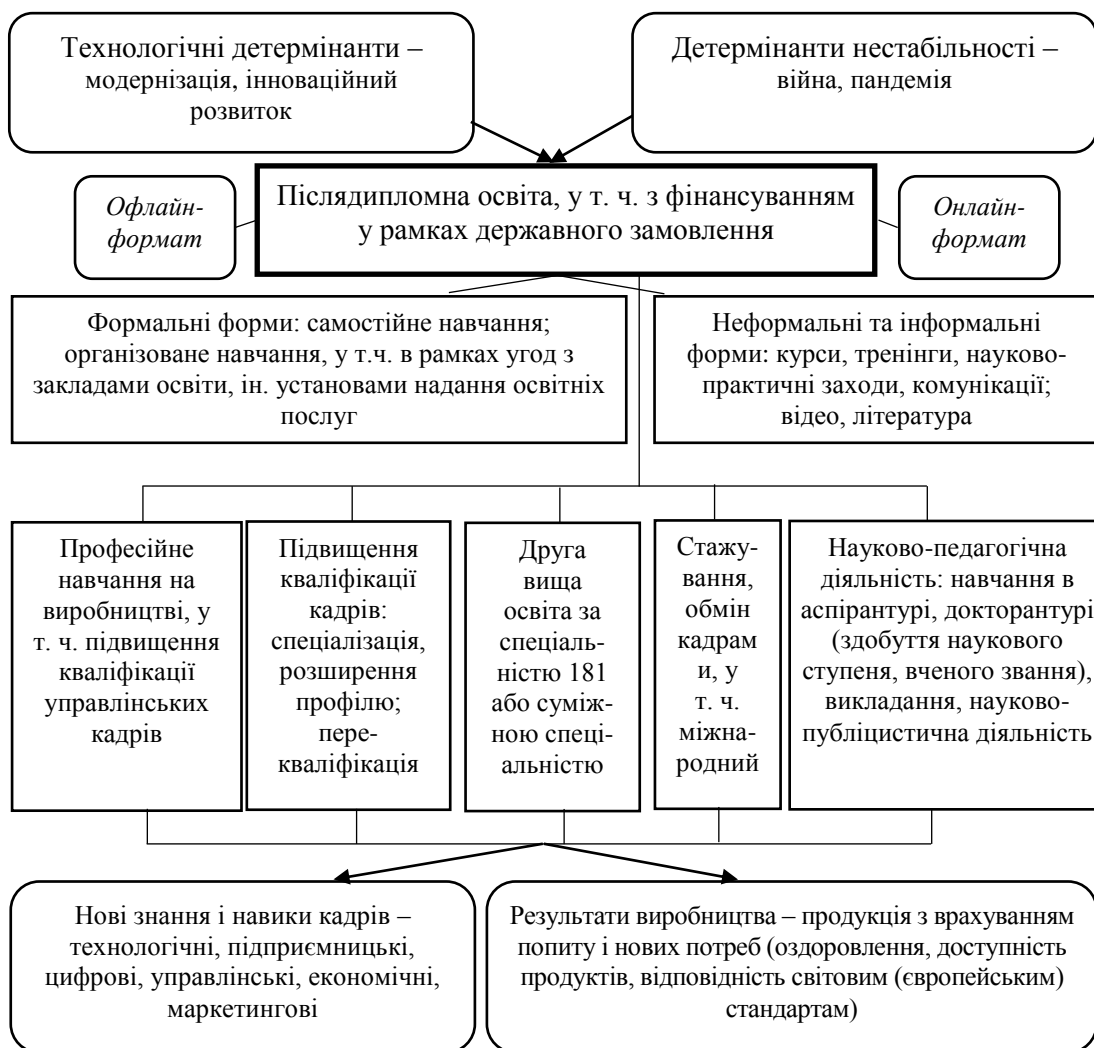 Технологічні детермінанти –
модернізація, інноваційний
розвиток
Детермінанти нестабільності –
війна, пандемія
Офлайн-
формат
Післядипломна освіта, у т. ч. з фінансуванням
у рамках державного замовлення
Онлайн-
формат
Формальні форми: самостійне навчання;
організоване навчання, у т.ч. в рамках угод з
закладами освіти, ін. установами надання освітніх
послуг
Неформальні та інформальні
форми: курси, тренінги, науково-
практичні заходи, комунікації;
відео, література
Професійне
навчання на
виробництві, у
т. ч. підвищення
кваліфікації
управлінських
кадрів
Підвищення
кваліфікації
кадрів:
спеціалізація,
розширення
профілю;
пере-
кваліфікація
Друга
вища
освіта за
спеціаль-
ністю 181
або суміж-
ною спеці-
альністю
Стажу-
вання,
обмін
кадрам
и, у
т. ч.
міжна-
родний
Науково-педагогічна
діяльність: навчання в
аспірантурі, докторантурі
(здобуття наукового
ступеня, вченого звання),
викладання, науково-
публіцистична діяльність
Нові знання і навики кадрів –
технологічні, підприємницькі,
цифрові, управлінські, економічні,
маркетингові
Результати виробництва – продукція з врахуванням
попиту і нових потреб (оздоровлення, доступність
продуктів, відповідність світовим (європейським)
стандартам)